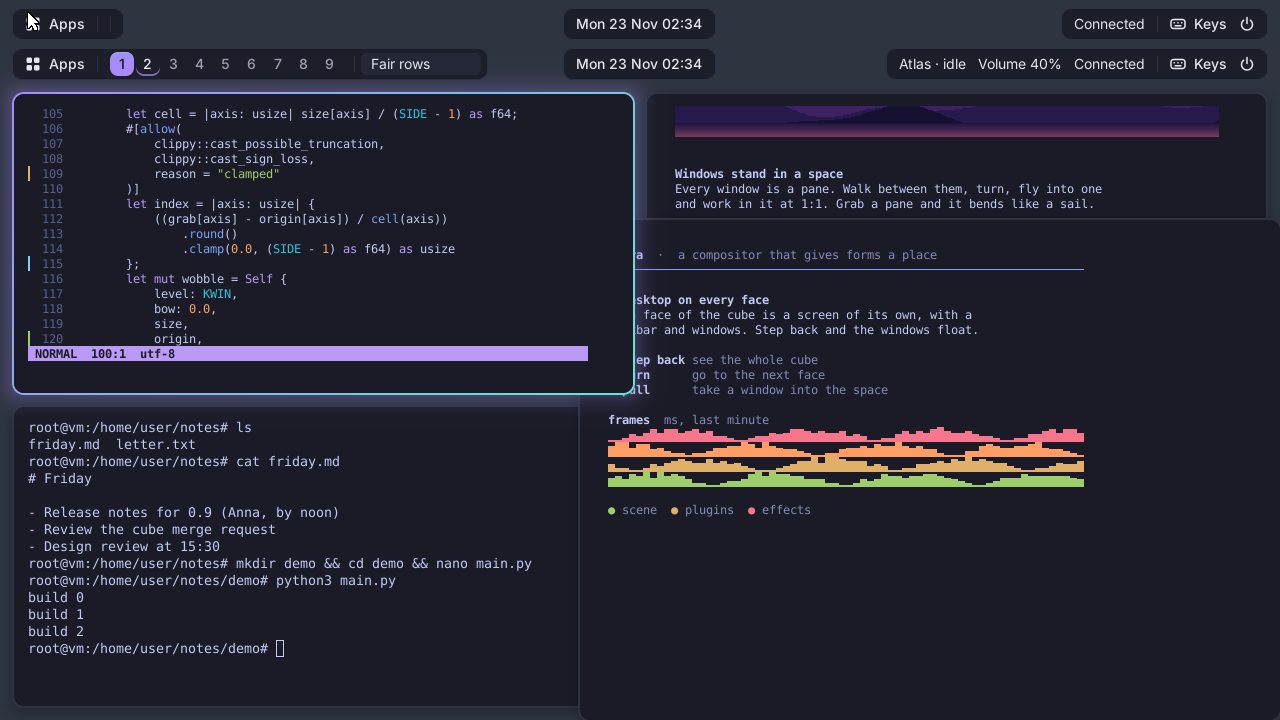 Apps
Mon 23 Nov 02:34
Connected
Keys
Apps
1 2 3 4 5 6 7 8 9
Fair rows
Mon 23 Nov 02:34
Atlas · idle
Volume 40%
Connected
Keys
105 let cell = |axis: usize| size[axis] / (SIDE - 1) as f64;
106 #[allow(
107 clippy::cast_possible_truncation,
108 clippy::cast_sign_loss,
109 reason = "clamped"
110 )]
111 let index = |axis: usize| {
112 ((grab[axis] - origin[axis]) / cell(axis))
113 .round()
114 .clamp(0.0, (SIDE - 1) as f64) as usize
115 };
116 let mut wobble = Self {
117 level: KWIN,
118 bow: 0.0,
119 size,
120 origin,
NORMAL 100:1 utf-8
Windows stand in a space
Every window is a pane. Walk between them, turn, fly into one
and work in it at 1:1. Grab a pane and it bends like a sail.
· a compositor that gives forms a place
on every face
face of the cube is a screen of its own, with a
and windows. Step back and the windows float.
back see the whole cube
go to the next face
take a window into the space
frames ms, last minute
● scene ● plugins ● effects
root@vm:/home/user/notes# ls
friday.md letter.txt
root@vm:/home/user/notes# cat friday.md
# Friday
- Release notes for 0.9 (Anna, by noon)
- Review the cube merge request
- Design review at 15:30
root@vm:/home/user/notes# mkdir demo && cd demo && nano main.py
root@vm:/home/user/notes/demo# python3 main.py
build 0
build 1
build 2
root@vm:/home/user/notes/demo#